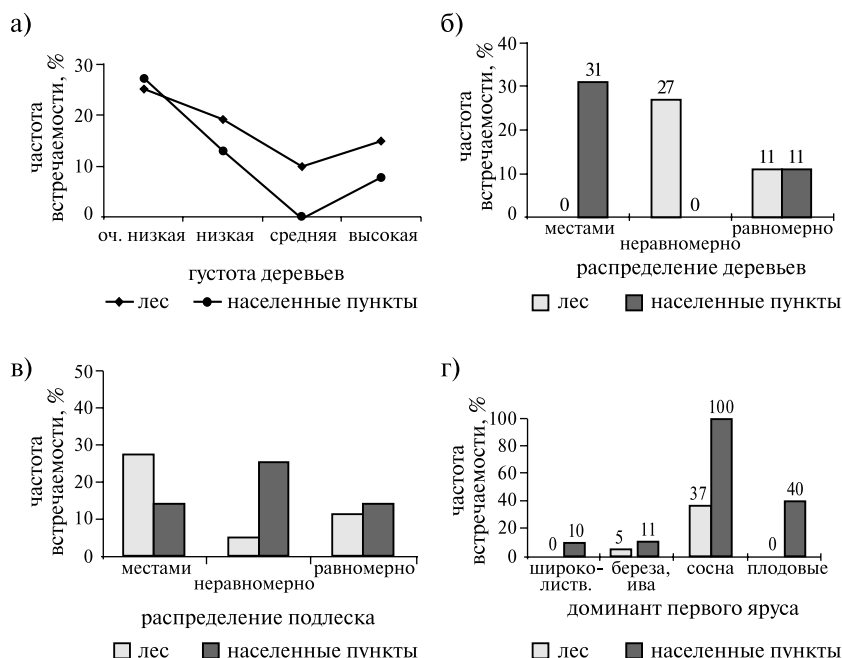 а)
частота
встречаемости, %
30
20
10
0
оч. низкая низкая средняя высокая
густота деревьев
лес населенные пункты
б)
частота
встречаемости, %
40
30
20
10
0
0 31 27 0 11 11
местами неравномерно равномерно
распределение деревьев
лес населенные пункты
в)
частота
встречаемости, %
50
40
30
20
10
0
местами неравномерно равномерно
распределение подлеска
лес населенные пункты
г)
частота
встречаемости, %
100
80
60
40
20
0
0 10 5 11 37 100 0 40
широко- береза, сосна плодовые
листв. ива
доминант первого яруса
лес населенные пункты